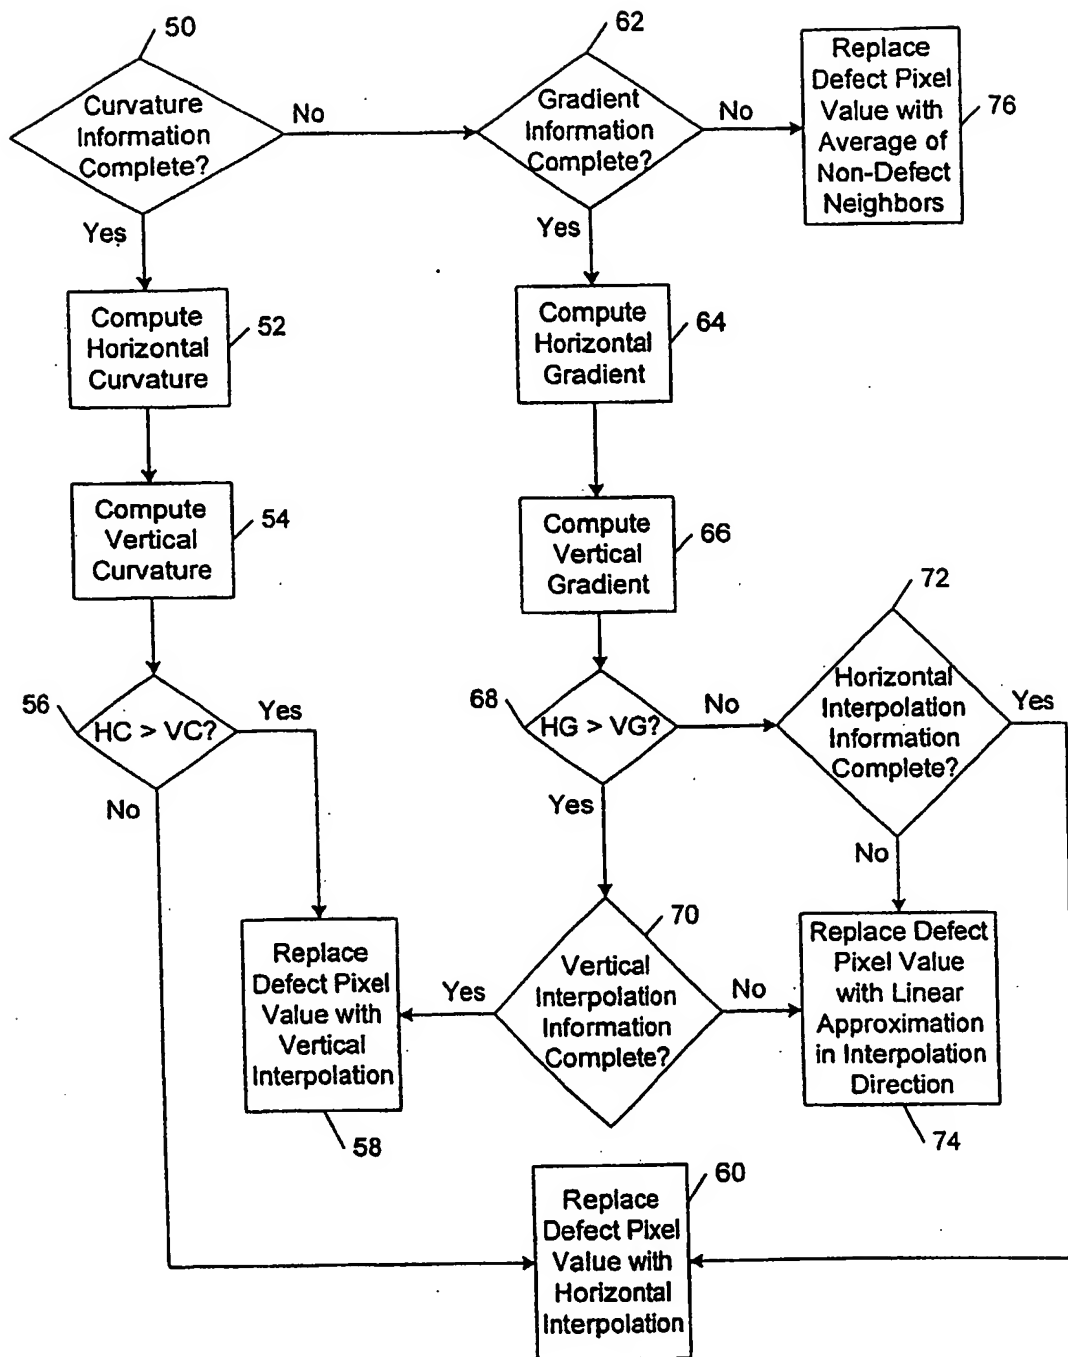 50
Curvature
Information
Complete?
No
Yes
62
Gradient
Information
Complete?
No
Yes
Replace
Defect Pixel
Value with
Average of
Non-Defect
Neighbors
76
Compute
Horizontal
Curvature
52
Compute
Horizontal
Gradient
64
Compute
Vertical
Curvature
54
Compute
Vertical
Gradient
66
56
HC > VC?
Yes
No
68
HG > VG?
No
Yes
72
Horizontal
Interpolation
Information
Complete?
Yes
No
Replace
Defect Pixel
Value with
Vertical
Interpolation
58
Yes
70
Vertical
Interpolation
Information
Complete?
No
Replace Defect
Pixel Value
with Linear
Approximation
in Interpolation
Direction
74
Replace
Defect Pixel
Value with
Horizontal
Interpolation
60